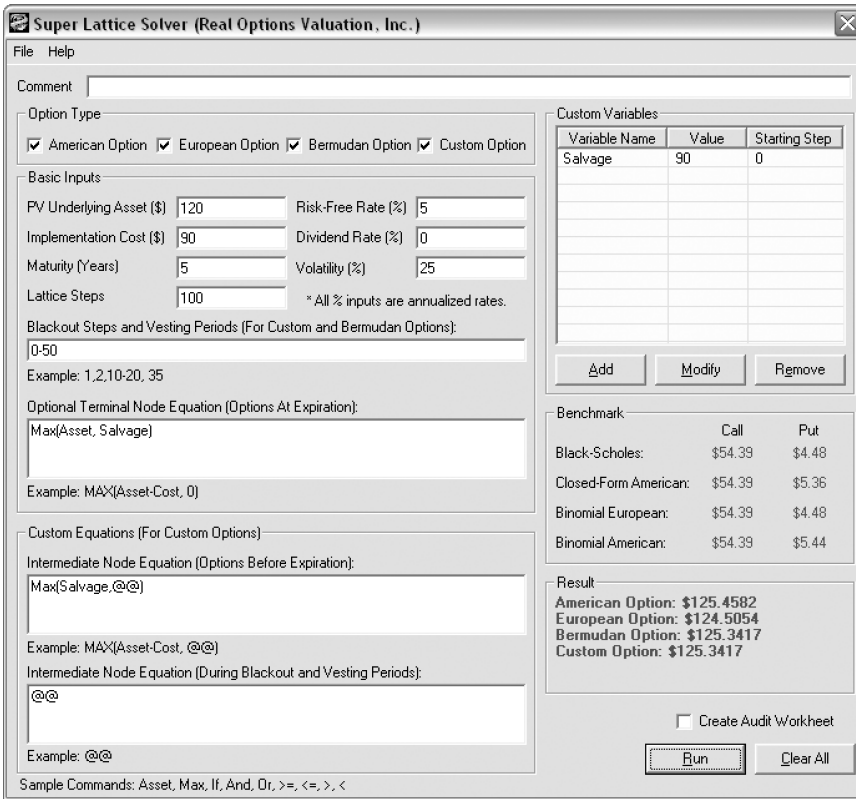 Super Lattice Solver (Real Options Valuation, Inc.)
File Help
Comment
Option Type
American Option European Option Bermudan Option Custom Option
Basic Inputs
PV Underlying Asset ($) 120 Risk-Free Rate (%) 5
Implementation Cost ($) 90 Dividend Rate (%) 0
Maturity (Years) 5 Volatility (%) 25
Lattice Steps 100 * All % inputs are annualized rates.
Blackout Steps and Vesting Periods (For Custom and Bermudan Options):
0-50
Example: 1,2,10-20, 35
Optional Terminal Node Equation (Options At Expiration):
Max(Asset, Salvage)
Example: MAX(Asset-Cost, 0)
Custom Equations (For Custom Options)
Intermediate Node Equation (Options Before Expiration):
Max(Salvage,@@)
Example: MAX(Asset-Cost, @@)
Intermediate Node Equation (During Blackout and Vesting Periods):
@@
Example: @@
Sample Commands: Asset, Max, If, And, Or, >=, <=, >, <
Custom Variables
Variable Name Value Starting Step
Salvage 90 0
Add Modify Remove
Benchmark
Call Put
Black-Scholes: $54.39 $4.48
Closed-Form American: $54.39 $5.36
Binomial European: $54.39 $4.48
Binomial American: $54.39 $5.44
Result
American Option: $125.4582
European Option: $124.5054
Bermudan Option: $125.3417
Custom Option: $125.3417
Create Audit Workheet
Run Clear All